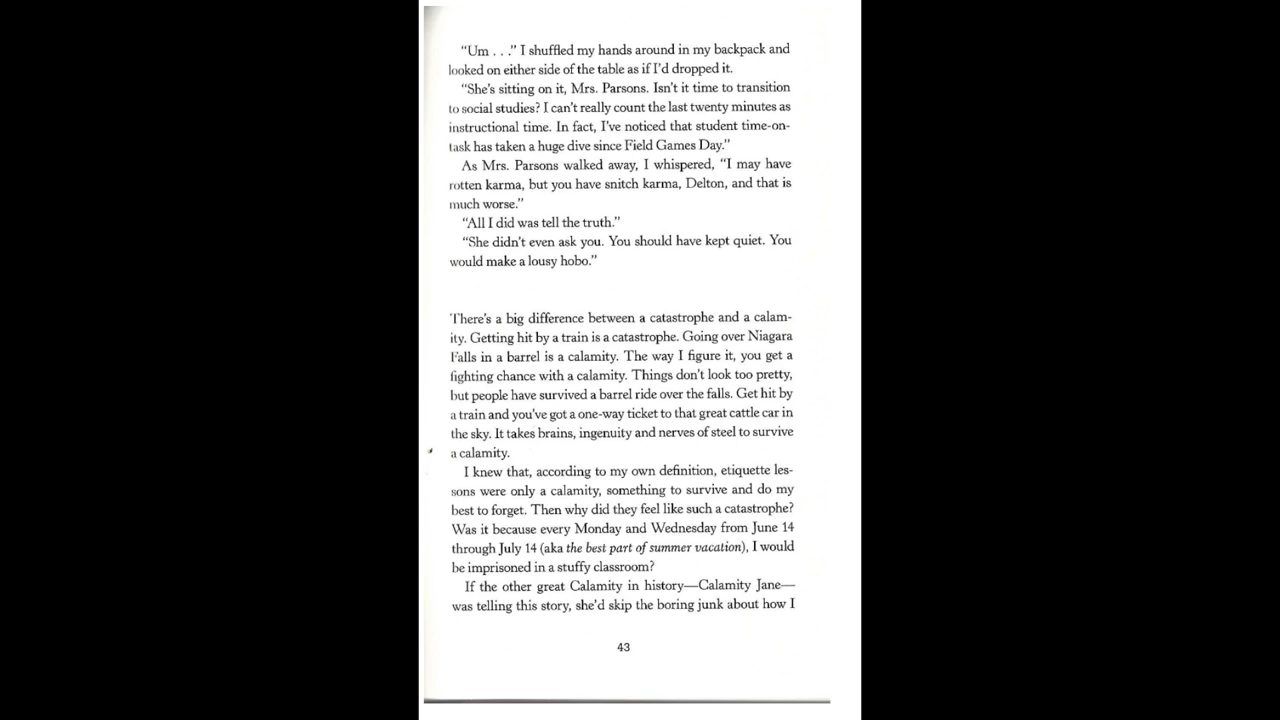 “Um . . .” I shuffled my hands around in my backpack and
looked on either side of the table as if I’d dropped it.
“She’s sitting on it, Mrs. Parsons. Isn’t it time to transition
to social studies? I can’t really count the last twenty minutes as
instructional time. In fact, I’ve noticed that student time-on-
task has taken a huge dive since Field Games Day.”
As Mrs. Parsons walked away, I whispered, “I may have
rotten karma, but you have snitch karma, Delton, and that is
much worse.”
“All I did was tell the truth.”
“She didn’t even ask you. You should have kept quiet. You
would make a lousy hobo.”
There’s a big difference between a catastrophe and a calam-
ity. Getting hit by a train is a catastrophe. Going over Niagara
Falls in a barrel is a calamity. The way I figure it, you get a
fighting chance with a calamity. Things don’t look too pretty,
but people have survived a barrel ride over the falls. Get hit by
a train and you’ve got a one-way ticket to that great cattle car in
the sky. It takes brains, ingenuity and nerves of steel to survive
a calamity.
I knew that, according to my own definition, etiquette les-
sons were only a calamity, something to survive and do my
best to forget. Then why did they feel like such a catastrophe?
Was it because every Monday and Wednesday from June 14
through July 14 (aka the best part of summer vacation), I would
be imprisoned in a stuffy classroom?
If the other great Calamity in history—Calamity Jane—
was telling this story, she’d skip the boring junk about how I
43